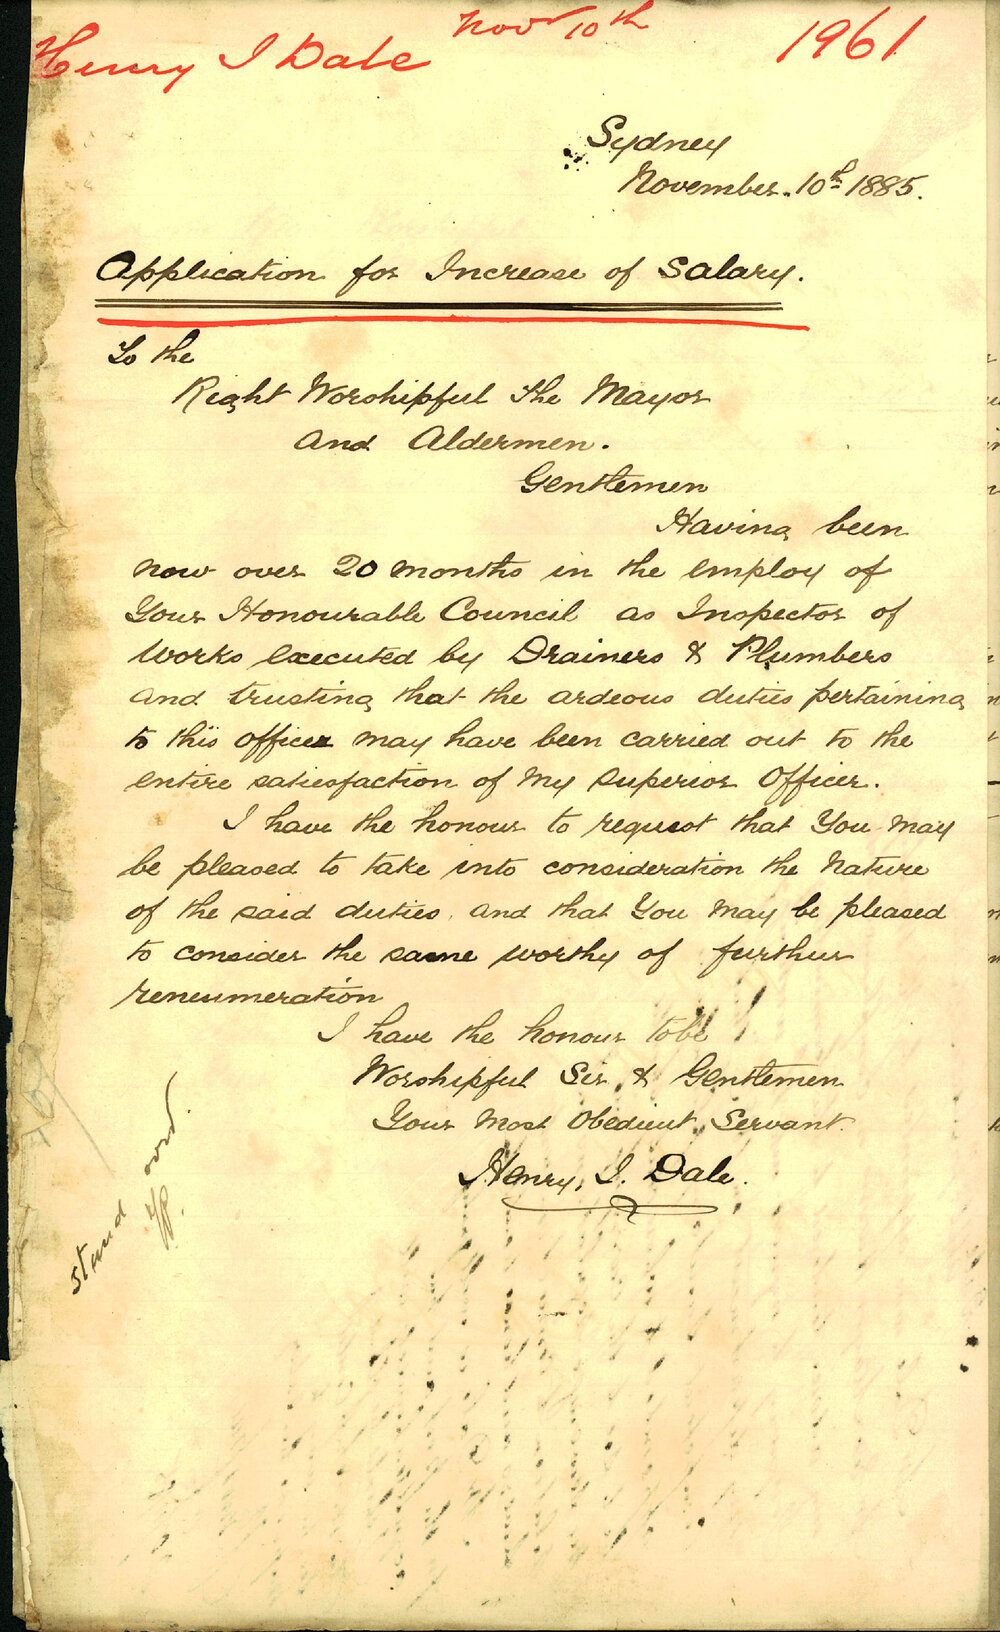 Henry I Dale Nov 10th 1961
Sydney
November. 10th 1885.
Application for Increase of Salary.
To the
Right Worshipful the Mayor
and Aldermen.
Gentlemen
Having been
now over 20 months in the employ of
Your Honourable Council as Inspector of
Works executed by Drainers & Plumbers
and trusting that the ardeous duties pertaining
to this office may have been carried out to the
entire satiesfaction of my superior Officer.
I have the honour to request that You may
be pleased to take into consideration the Nature
of the said duties, and that You may be pleased
to consider the same worthy of further
reneumeration
I have the honour to be
Worshipful Sir, & Gentlemen
Your Most Obedient, Servant.
Henry, I. Dale.
stand over